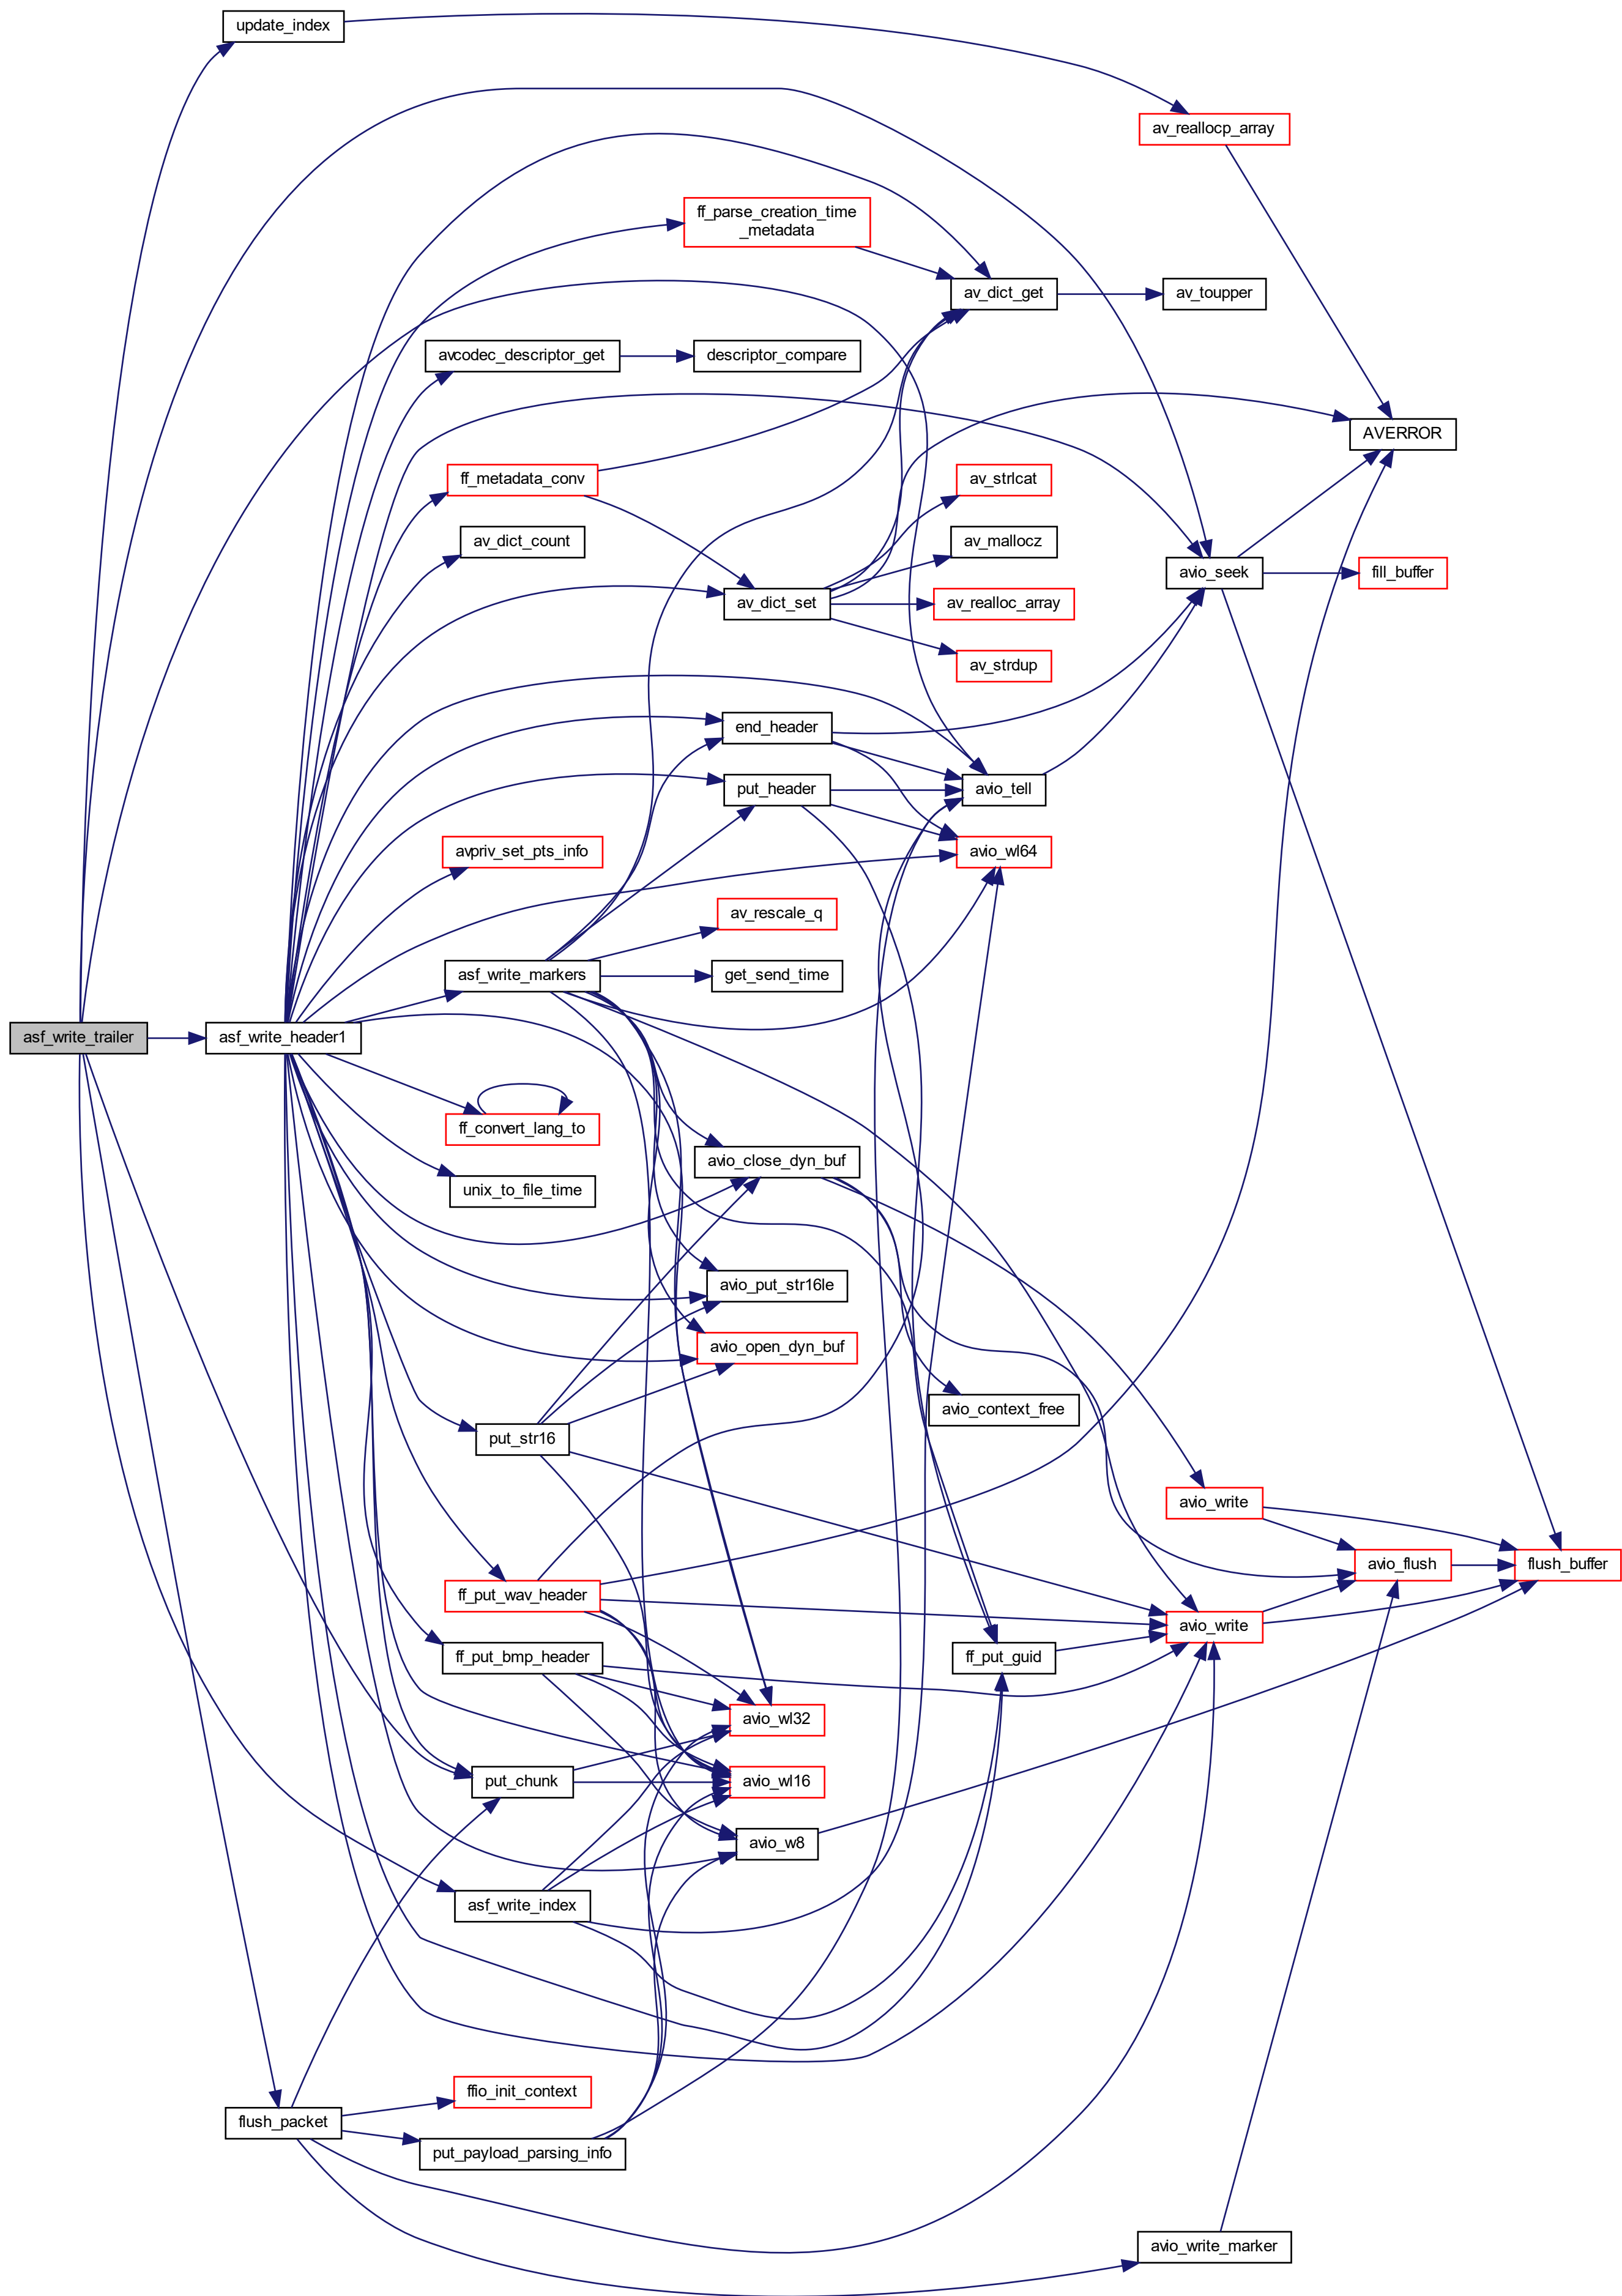 update_index
av_reallocp_array
ff_parse_creation_time
_metadata
av_dict_get
av_toupper
avcodec_descriptor_get
descriptor_compare
AVERROR
ff_metadata_conv
av_strlcat
av_dict_count
av_mallocz
avio_seek
fill_buffer
av_dict_set
av_realloc_array
av_strdup
end_header
put_header
avio_tell
avpriv_set_pts_info
avio_wl64
av_rescale_q
asf_write_markers
get_send_time
asf_write_trailer
asf_write_header1
ff_convert_lang_to
avio_close_dyn_buf
unix_to_file_time
avio_put_str16le
avio_open_dyn_buf
avio_context_free
put_str16
avio_write
avio_flush
flush_buffer
ff_put_wav_header
avio_write
ff_put_bmp_header
ff_put_guid
avio_wl32
put_chunk
avio_wl16
avio_w8
asf_write_index
ffio_init_context
flush_packet
put_payload_parsing_info
avio_write_marker